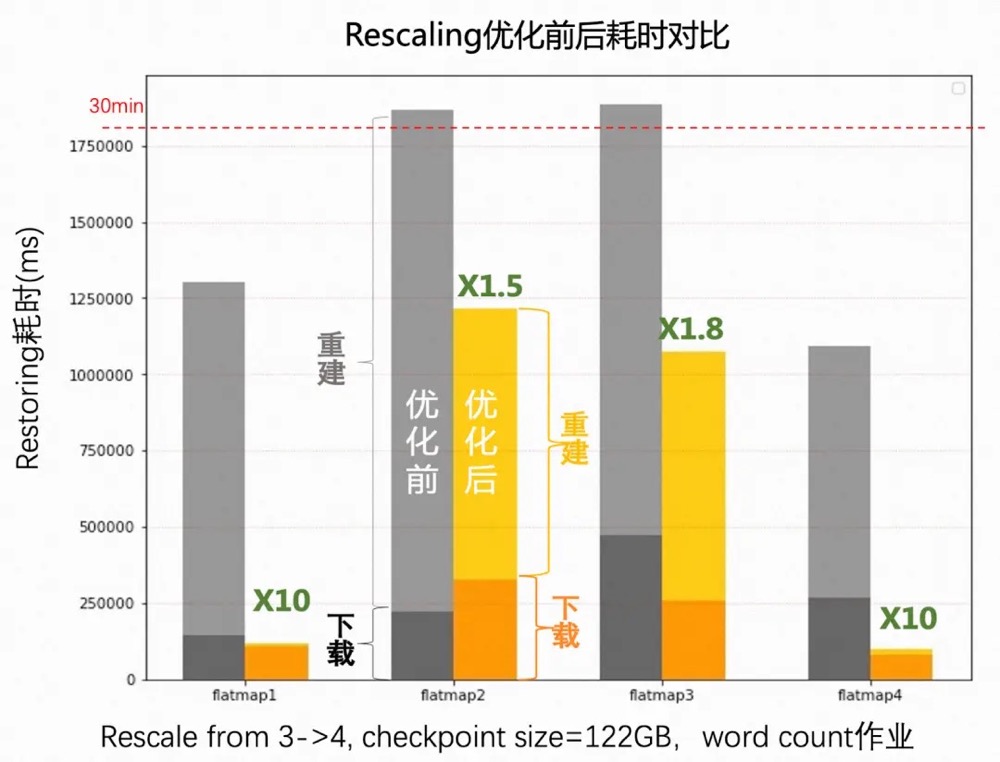 Rescaling优化前后耗时对比
30min
1750000
1500000
1250000
1000000
750000
500000
250000
0
Restoring耗时(ms)
X10
X1.5
X1.8
X10
重建
下载
优化前
优化后
重建
下载
flatmap1
flatmap2
flatmap3
flatmap4
Rescale from 3->4, checkpoint size=122GB，word count作业